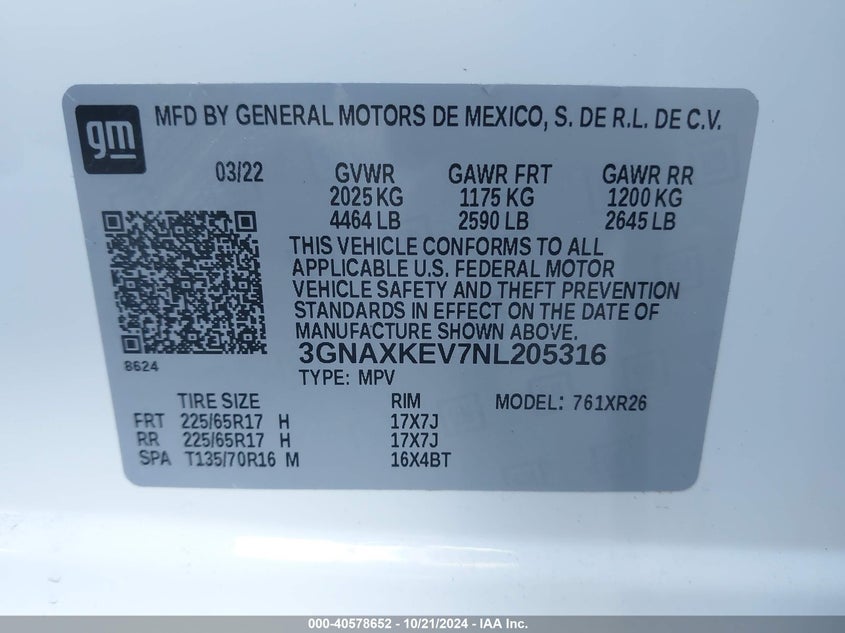 gm
MFD BY GENERAL MOTORS DE MEXICO, S. DE R.L. DE C.V.
03/22 GVWR GAWR FRT GAWR RR
2025 KG 1175 KG 1200 KG
4464 LB 2590 LB 2645 LB
THIS VEHICLE CONFORMS TO ALL
APPLICABLE U.S. FEDERAL MOTOR
VEHICLE SAFETY AND THEFT PREVENTION
STANDARDS IN EFFECT ON THE DATE OF
MANUFACTURE SHOWN ABOVE.
3GNAXKEV7NL205316
8624
TYPE: MPV
TIRE SIZE RIM MODEL: 761XR26
FRT 225/65R17 H 17X7J
RR 225/65R17 H 17X7J
SPA T135/70R16 M 16X4BT
000-40578652 - 10/21/2024 - IAA, Inc.